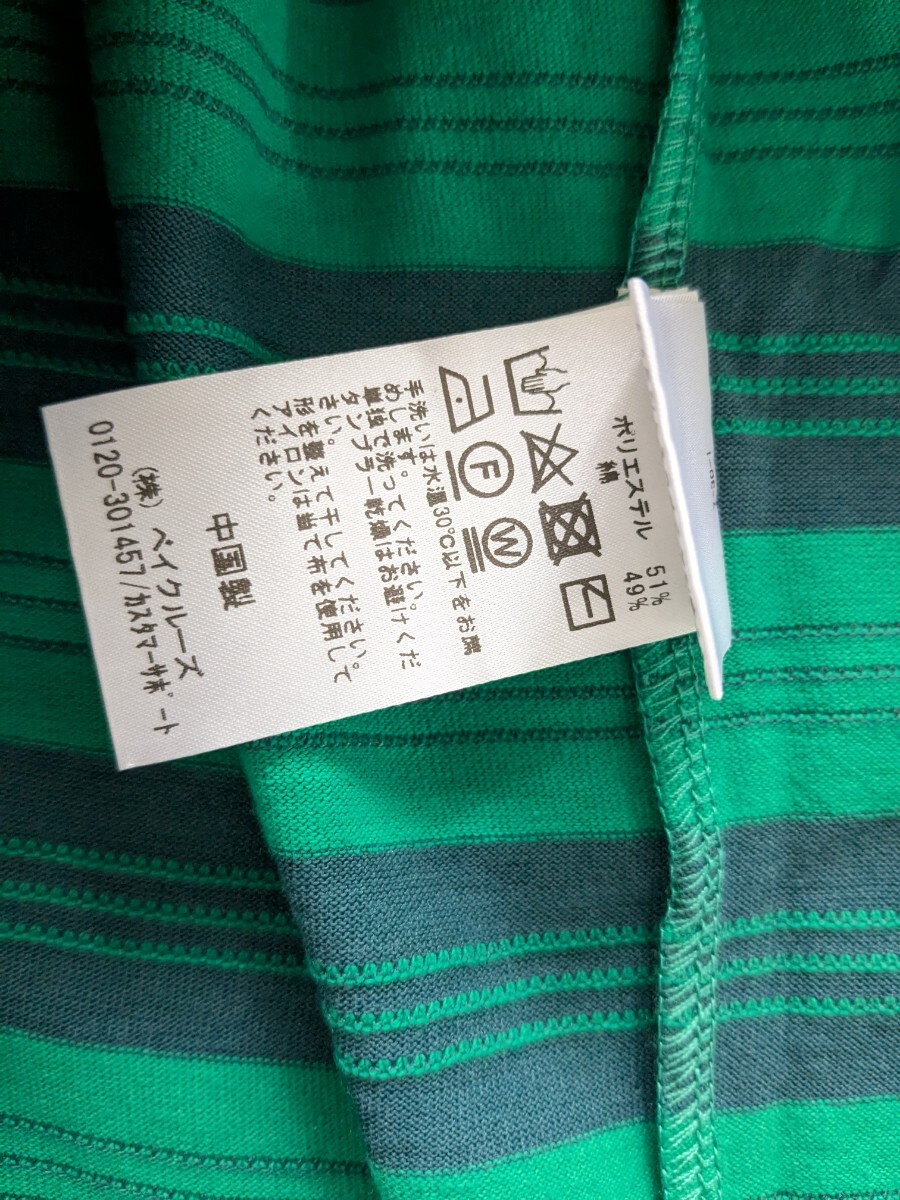 ポリエステル 51%
綿 49%
F
W
手洗いは水温30℃以下をお薦
めします。
単独で洗ってください。
タンブラー乾燥はお避けくだ
さい。
形を整えて干してください。
アイロンは当て布を使用して
ください。
中国製
(株) ベイクルーズ
0120-301457/カスタマーサポート